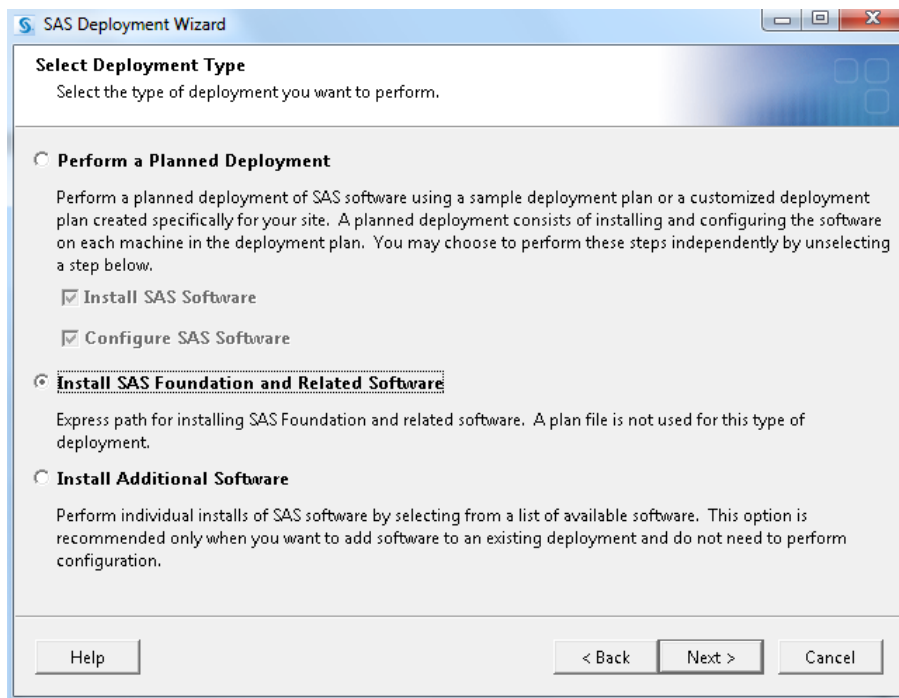 SAS Deployment Wizard
Select Deployment Type
Select the type of deployment you want to perform.
Perform a Planned Deployment
Perform a planned deployment of SAS software using a sample deployment plan or a customized deployment
plan created specifically for your site. A planned deployment consists of installing and configuring the software
on each machine in the deployment plan. You may choose to perform these steps independently by unselecting
a step below.
Install SAS Software
Configure SAS Software
Install SAS Foundation and Related Software
Express path for installing SAS Foundation and related software. A plan file is not used for this type of
deployment.
Install Additional Software
Perform individual installs of SAS software by selecting from a list of available software. This option is
recommended only when you want to add software to an existing deployment and do not need to perform
configuration.
Help < Back Next > Cancel